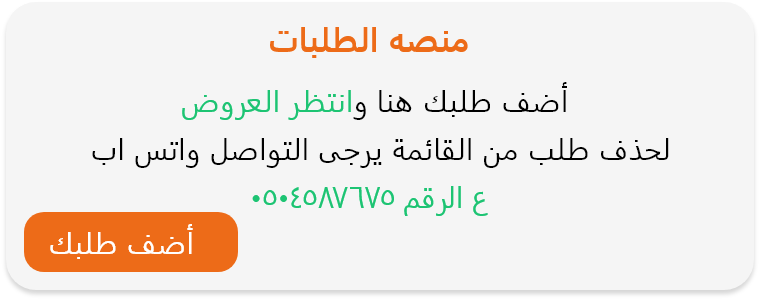 منصه الطلبات
أضف طلبك هنا وانتظر العروض
لحذف طلب من القائمة يرجى التواصل واتس اب
ع الرقم ٠٥٠٤٥٨٧٦٧٥
أضف طلبك